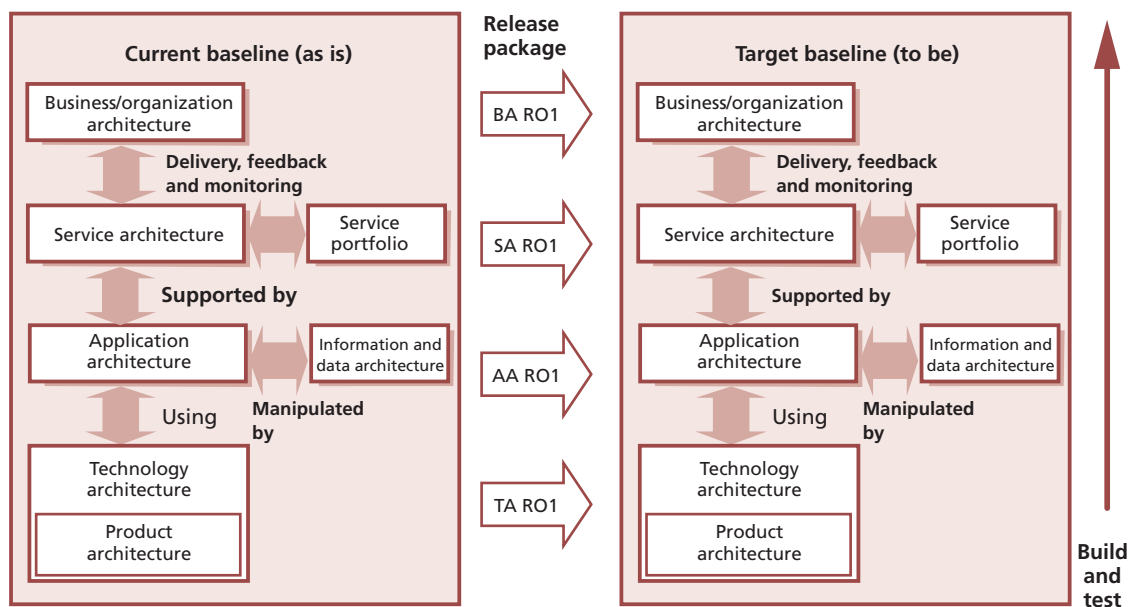 Current baseline (as is)
Business/organization
architecture
Delivery, feedback
and monitoring
Service architecture
Service
portfolio
Supported by
Application
architecture
Information and
data architecture
Using
Manipulated
by
Technology
architecture
Product
architecture
Release
package
BA RO1
SA RO1
AA RO1
TA RO1
Target baseline (to be)
Business/organization
architecture
Delivery, feedback
and monitoring
Service architecture
Service
portfolio
Supported by
Application
architecture
Information and
data architecture
Using
Manipulated
by
Technology
architecture
Product
architecture
Build
and
test